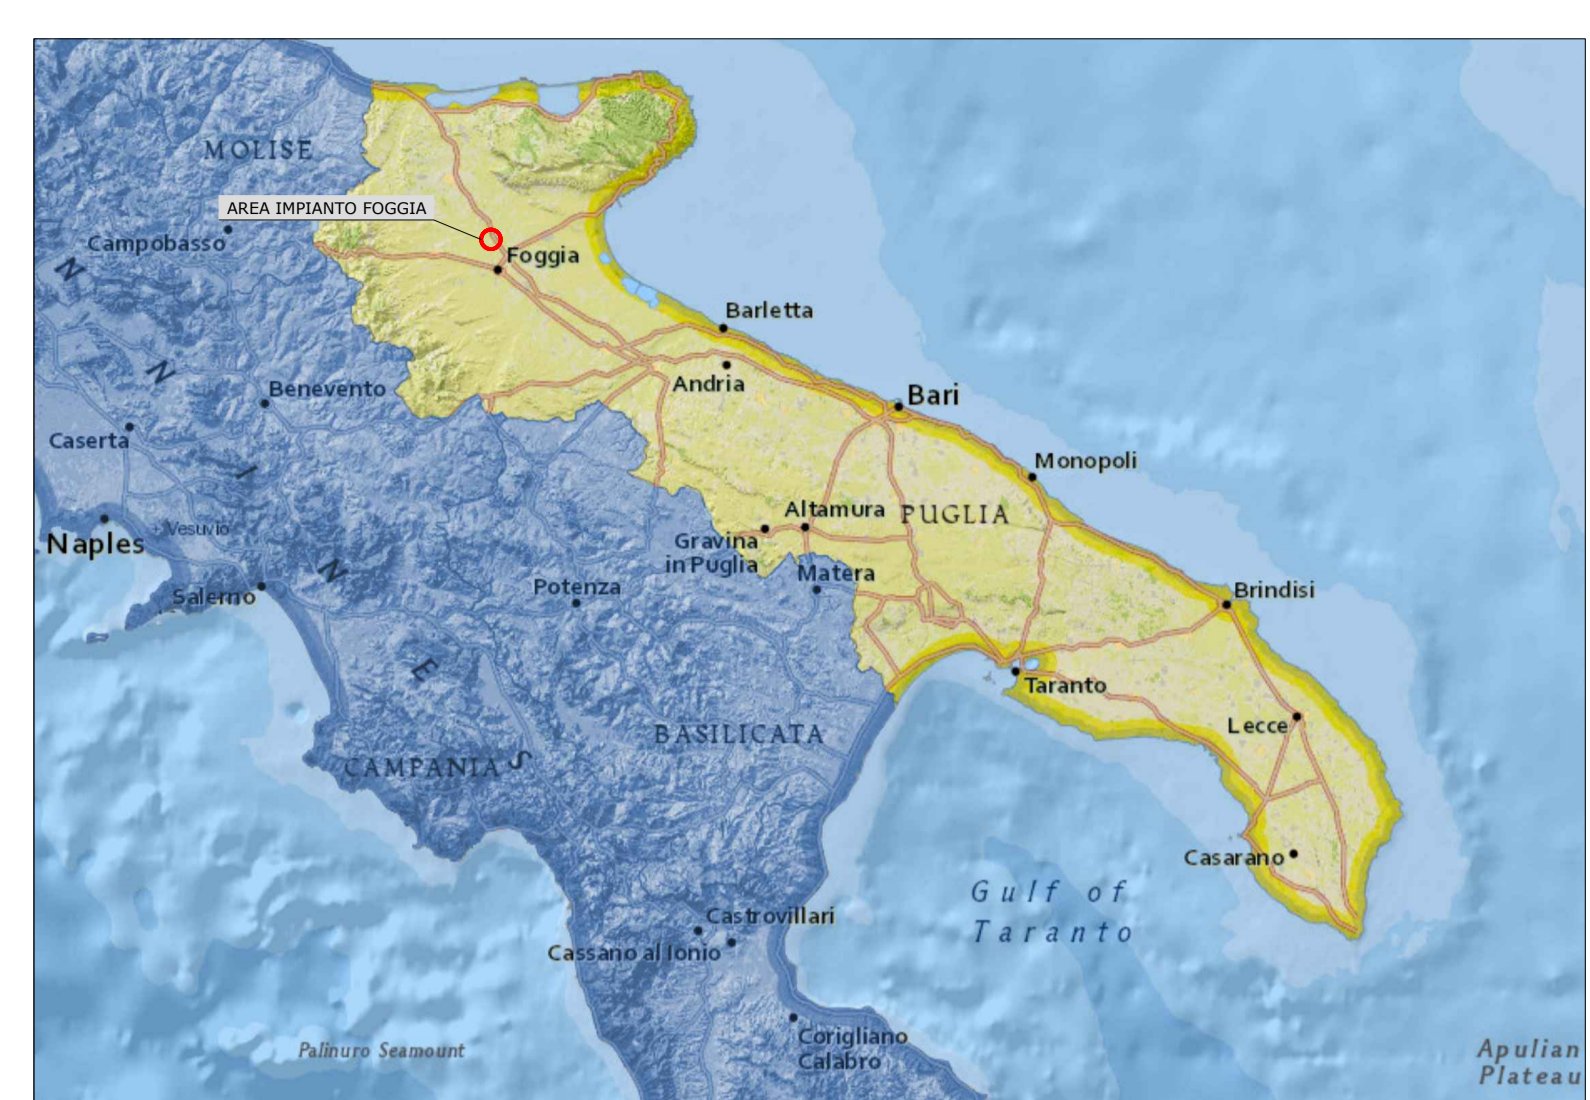 MOLISE
AREA IMPIANTO FOGGIA
Campobasso
Foggia
Barletta
Andria
Benevento
Bari
Caserta
Monopoli
Altamura
PUGLIA
Vesuvio
Naples
Gravina
in Puglia
Matera
Potenza
Salerno
Brindisi
Taranto
Lecce
BASILICATA
CAMPANIA
N
N
I
N
E
S
Casarano
Gulf of
Taranto
Castrovillari
Cassano al Ionio
Corigliano
Calabro
Palinuro Seamount
Apulian
Plateau